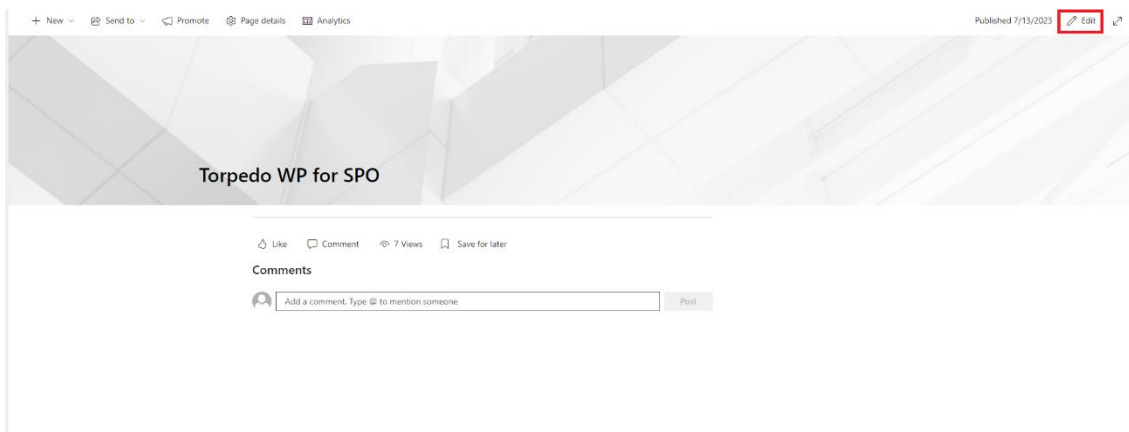 New Send to Promote Page details Analytics Published 7/13/2023 Edit
Torpedo WP for SPO
Like Comment 7 Views Save for later
Comments
Add a comment. Type @ to mention someone Post